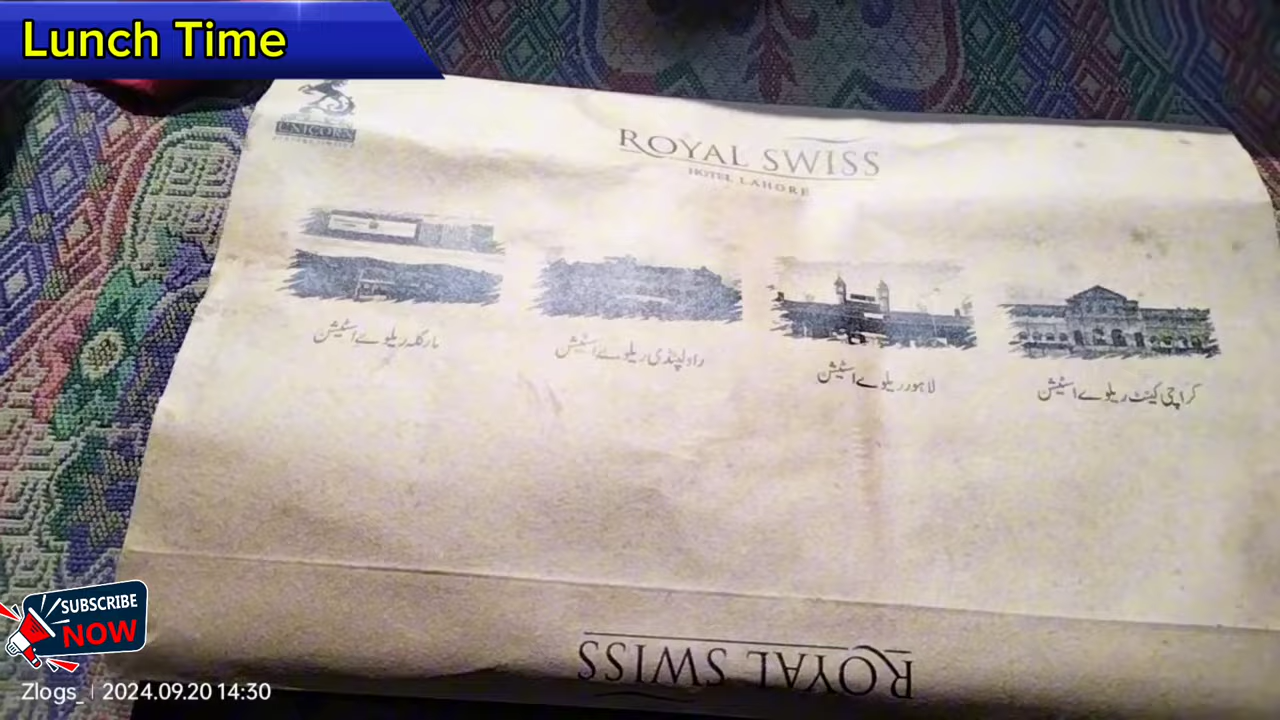 Lunch Time
UNICORN
ROYAL SWISS
HOTEL LAHORE
مارگلہ ریلوے اسٹیشن
راولپنڈی ریلوے اسٹیشن
لاہور ریلوے اسٹیشن
کراچی کینٹ ریلوے اسٹیشن
SUBSCRIBE
NOW
ROYAL SWISS
Zlogs_ | 2024.09.20 14:30